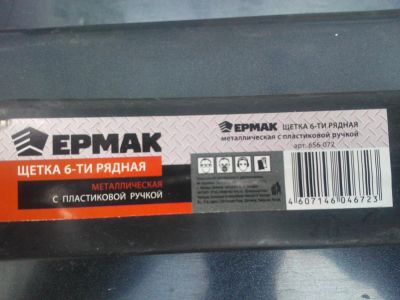 ЕРМАК
ЩЕТКА 6-ТИ РЯДНАЯ
МЕТАЛЛИЧЕСКАЯ
С ПЛАСТИКОВОЙ РУЧКОЙ
ЕРМАК ЩЕТКА 6-ТИ РЯДНАЯ
металлическая с пластиковой ручкой
арт. 656-072
4 607146 046723